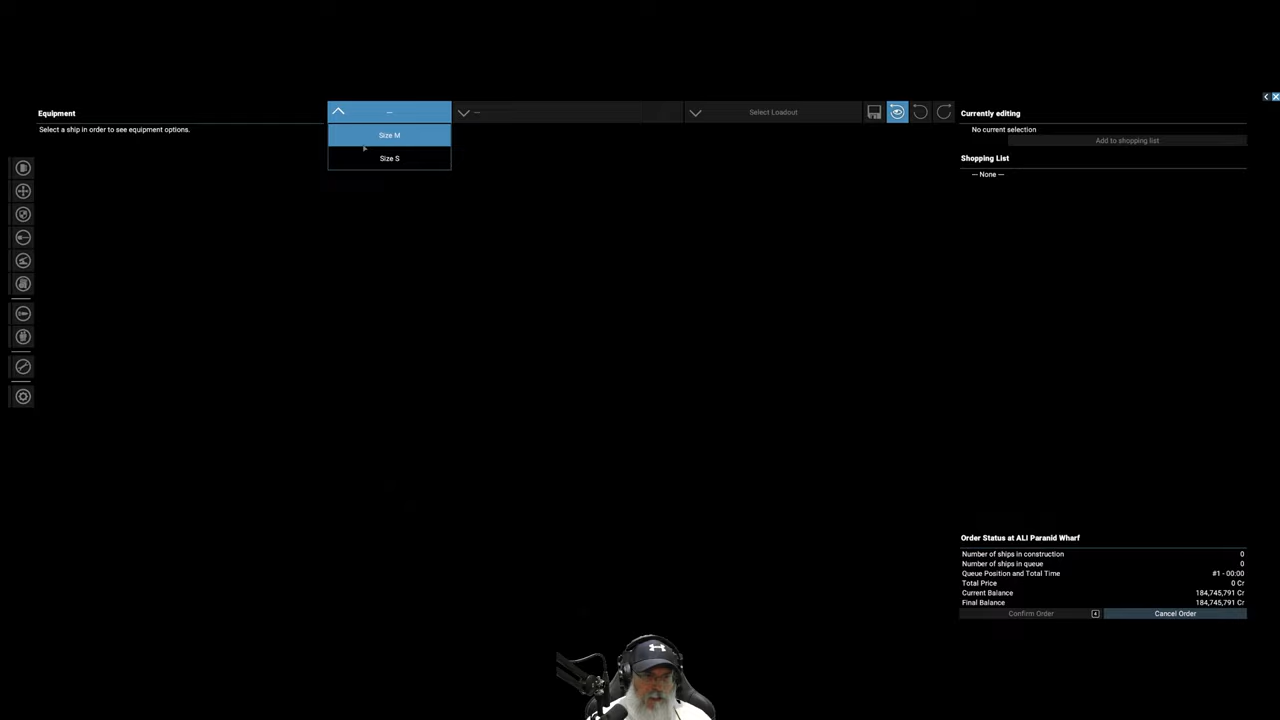 Equipment
Select a ship in order to see equipment options.
—
Size M
Size S
—
Select Loadout
Currently editing
No current selection
Add to shopping list
Shopping List
--- None ---
Order Status at ALI Paranid Wharf
Number of ships in construction 0
Number of ships in queue 0
Queue Position and Total Time #1 - 00:00
Total Price 0 Cr
Current Balance 184,745,791 Cr
Final Balance 184,745,791 Cr
Confirm Order
Cancel Order